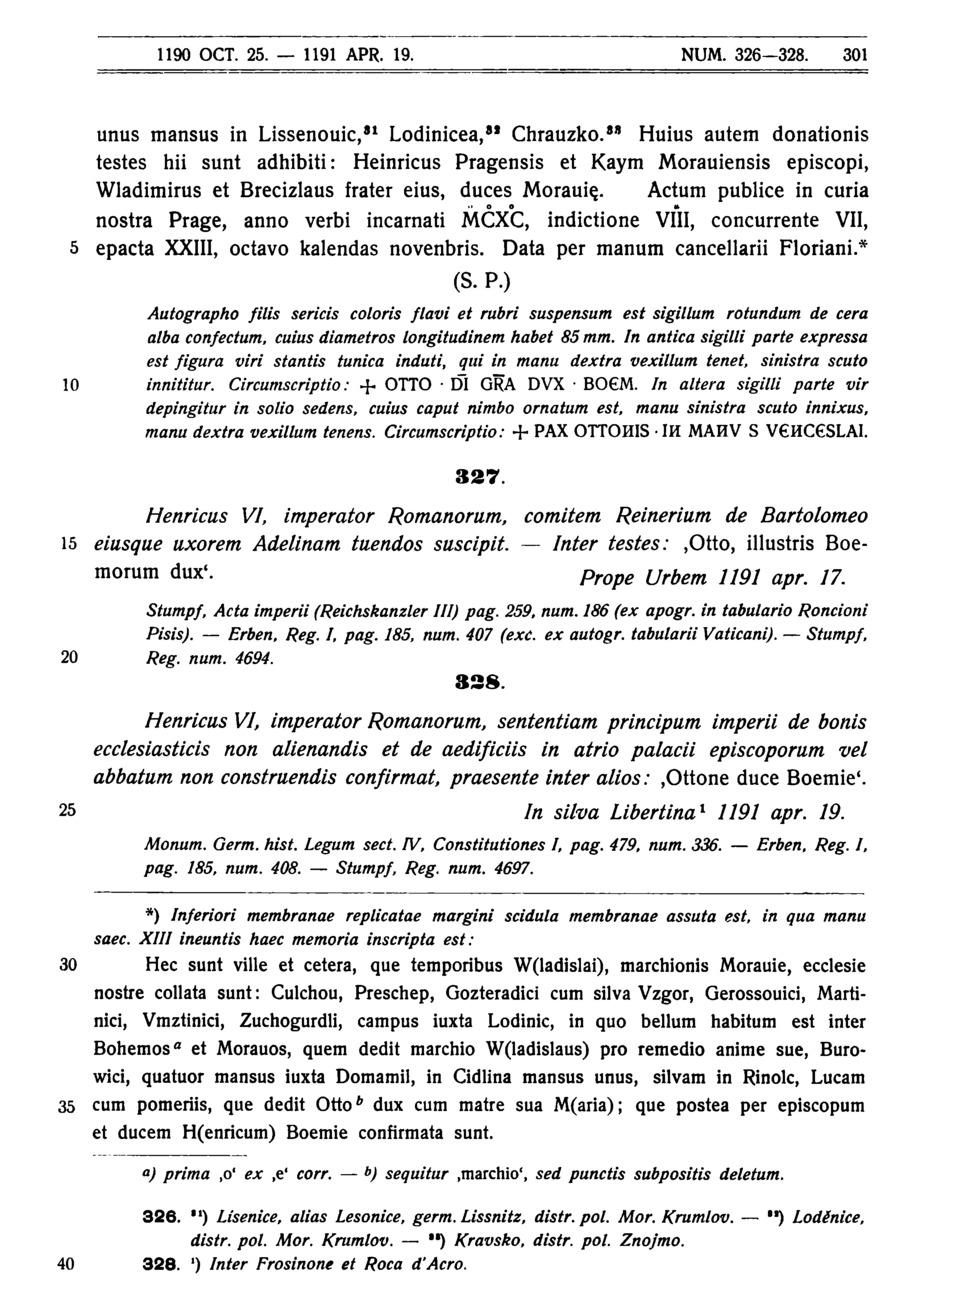 1190 OCT. 25. — 1191 APR. 19. NUM. 326—328. 301
unus mansus in Lissenouic,³¹ Lodinicea,³² Chrauzko.³³ Huius autem donationis
testes hii sunt adhibiti: Heinricus Pragensis et Kaym Morauiensis episcopi,
Wladimirus et Brecizlaus frater eius, duces Morauię. Actum publice in curia
nostra Prage, anno verbi incarnati M̈C̊XC̊, indictione VIII, concurrente VII,
5 epacta XXIII, octavo kalendas novenbris. Data per manum cancellarii Floriani.*
(S. P.)
Autographo filis sericis coloris flavi et rubri suspensum est sigillum rotundum de cera
alba confectum, cuius diametros longitudinem habet 85 mm. In antica sigilli parte expressa
est figura viri stantis tunica induti, qui in manu dextra vexillum tenet, sinistra scuto
10 innititur. Circumscriptio: + OTTO · D̅I̅ GR̅A DVX · BOЄM. In altera sigilli parte vir
depingitur in solio sedens, cuius caput nimbo ornatum est, manu sinistra scuto innixus,
manu dextra vexillum tenens. Circumscriptio: + PAX OTTOИIS · IИ MAИV S VЄИCЄSLAI.
327.
Henricus VI, imperator Romanorum, comitem Reinerium de Bartolomeo
15 eiusque uxorem Adelinam tuendos suscipit. — Inter testes: ‚Otto, illustris Boe-
morum dux‘. Prope Urbem 1191 apr. 17.
Stumpf, Acta imperii (Reichskanzler III) pag. 259, num. 186 (ex apogr. in tabulario Roncioni
Pisis). — Erben, Reg. I, pag. 185, num. 407 (exc. ex autogr. tabularii Vaticani). — Stumpf,
20 Reg. num. 4694.
328.
Henricus VI, imperator Romanorum, sententiam principum imperii de bonis
ecclesiasticis non alienandis et de aedificiis in atrio palacii episcoporum vel
abbatum non construendis confirmat, praesente inter alios: ‚Ottone duce Boemie‘.
25 In silva Libertina¹ 1191 apr. 19.
Monum. Germ. hist. Legum sect. IV, Constitutiones I, pag. 479, num. 336. — Erben, Reg. I,
pag. 185, num. 408. — Stumpf, Reg. num. 4697.
*) Inferiori membranae replicatae margini scidula membranae assuta est, in qua manu
saec. XIII ineuntis haec memoria inscripta est:
30 Hec sunt ville et cetera, que temporibus W(ladislai), marchionis Morauie, ecclesie
nostre collata sunt: Culchou, Preschep, Gozteradici cum silva Vzgor, Gerossouici, Marti-
nici, Vmztinici, Zuchogurdli, campus iuxta Lodinic, in quo bellum habitum est inter
Bohemosᵃ et Morauos, quem dedit marchio W(ladislaus) pro remedio anime sue, Buro-
wici, quatuor mansus iuxta Domamil, in Cidlina mansus unus, silvam in Rinolc, Lucam
35 cum pomeriis, que dedit Ottoᵇ dux cum matre sua M(aria); que postea per episcopum
et ducem H(enricum) Boemie confirmata sunt.
a) prima ‚o‘ ex ‚e‘ corr. — b) sequitur ‚marchio‘, sed punctis subpositis deletum.
326. ³¹) Lisenice, alias Lesonice, germ. Lissnitz, distr. pol. Mor. Krumlov. — ³²) Loděnice,
distr. pol. Mor. Krumlov. — ³³) Kravsko, distr. pol. Znojmo.
40 328. ¹) Inter Frosinone et Roca d'Acro.